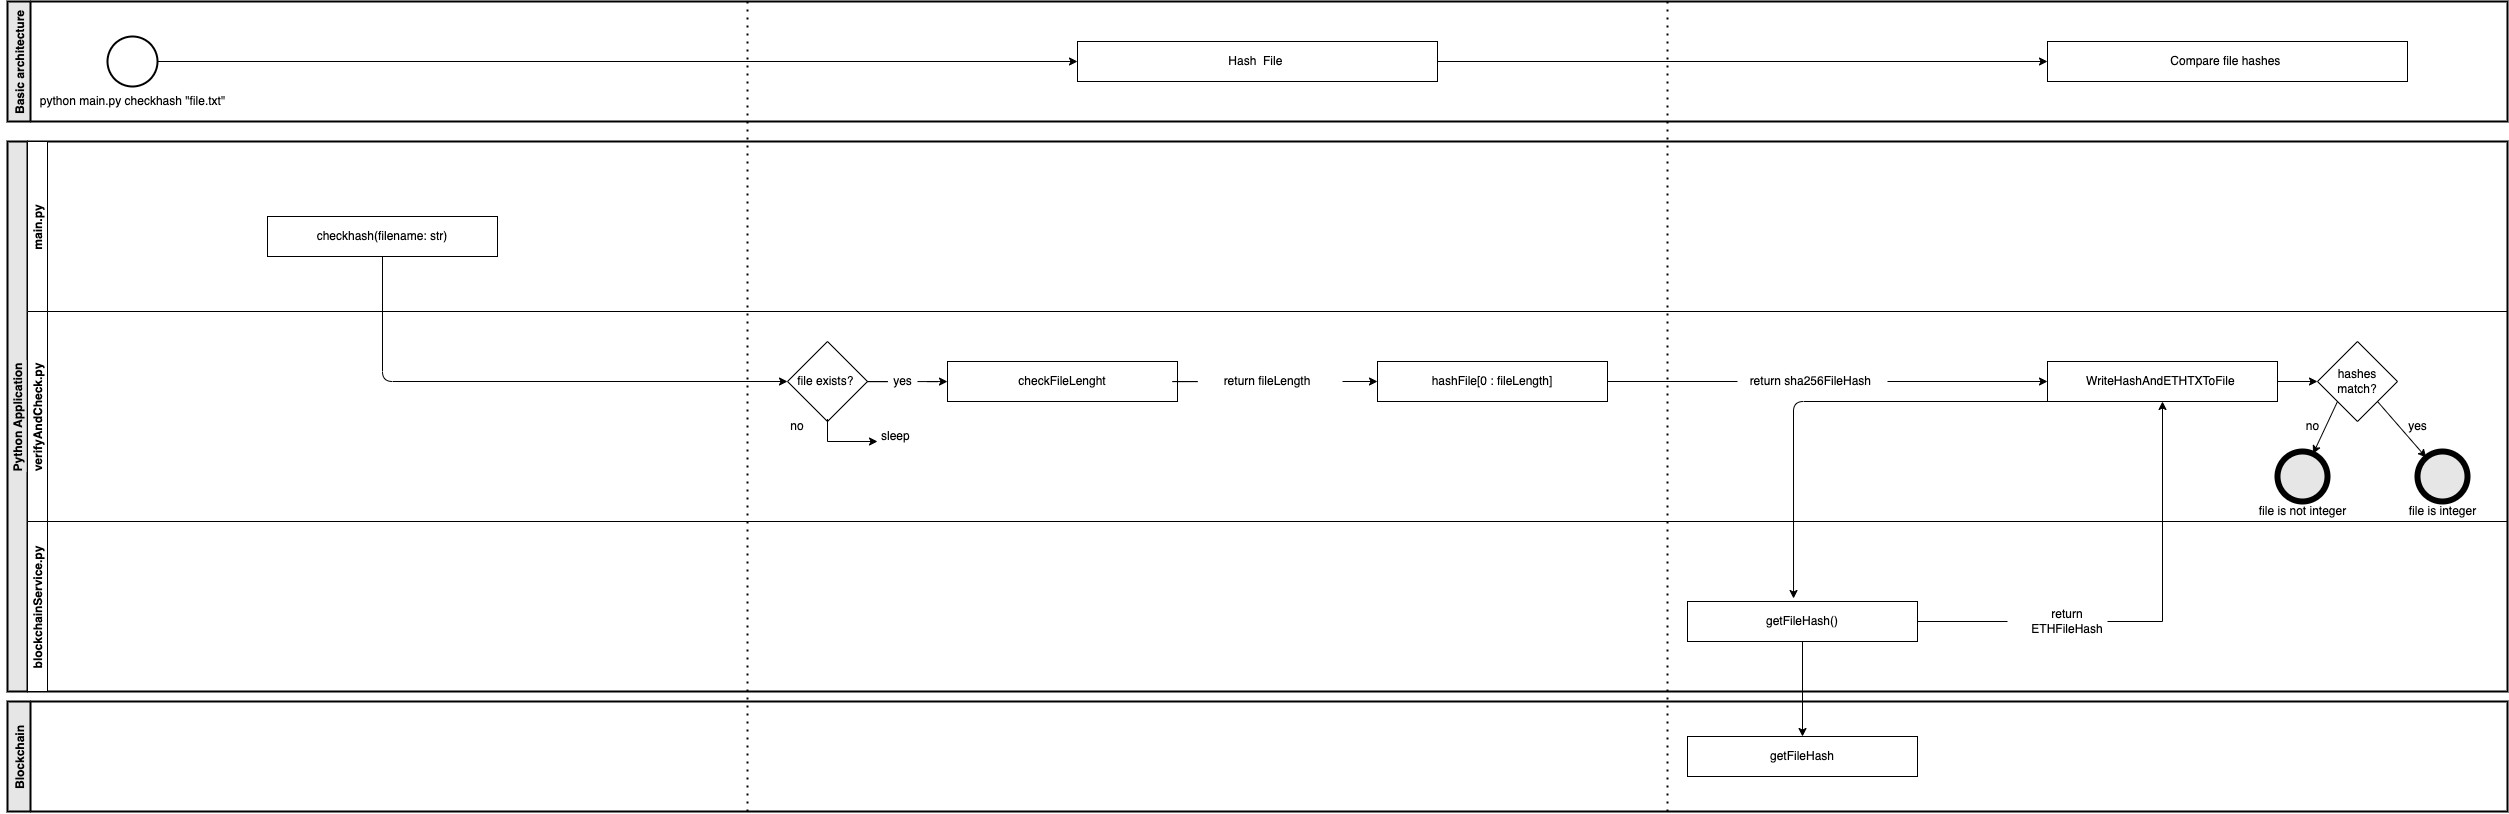 Basic architecture
python main.py checkhash "file.txt"
Hash  File
Compare file hashes
Python Application
main.py
checkhash(filename: str)
verifyAndCheck.py
file exists?
yes
no
sleep
checkFileLenght
return fileLength
hashFile[0 : fileLength]
return sha256FileHash
WriteHashAndETHTXToFile
hashes
match?
no
yes
file is not integer
file is integer
blockchainService.py
getFileHash()
return
ETHFileHash
Blockchain
getFileHash